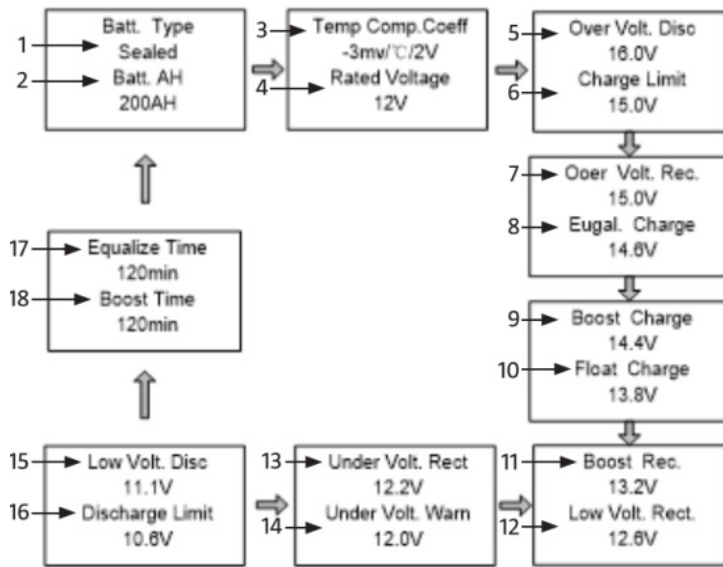 1
Batt. Type
Sealed
2
Batt. AH
200AH
3
Temp Comp.Coeff
-3mv/℃/2V
4
Rated Voltage
12V
5
Over Volt. Disc
16.0V
6
Charge Limit
15.0V
7
Ooer Volt. Rec.
15.0V
8
Eugal. Charge
14.6V
9
Boost Charge
14.4V
10
Float Charge
13.8V
11
Boost Rec.
13.2V
12
Low Volt. Rect.
12.6V
13
Under Volt. Rect
12.2V
14
Under Volt. Warn
12.0V
15
Low Volt. Disc
11.1V
16
Discharge Limit
10.6V
17
Equalize Time
120min
18
Boost Time
120min